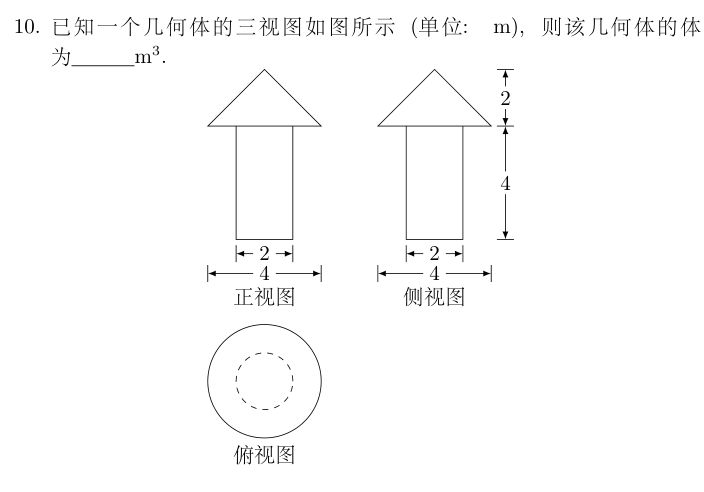 10. 已知一个几何体的三视图如图所示 (单位: m), 则该几何体的体
为______m³.
2
4
2
2
4
4
正视图
侧视图
俯视图